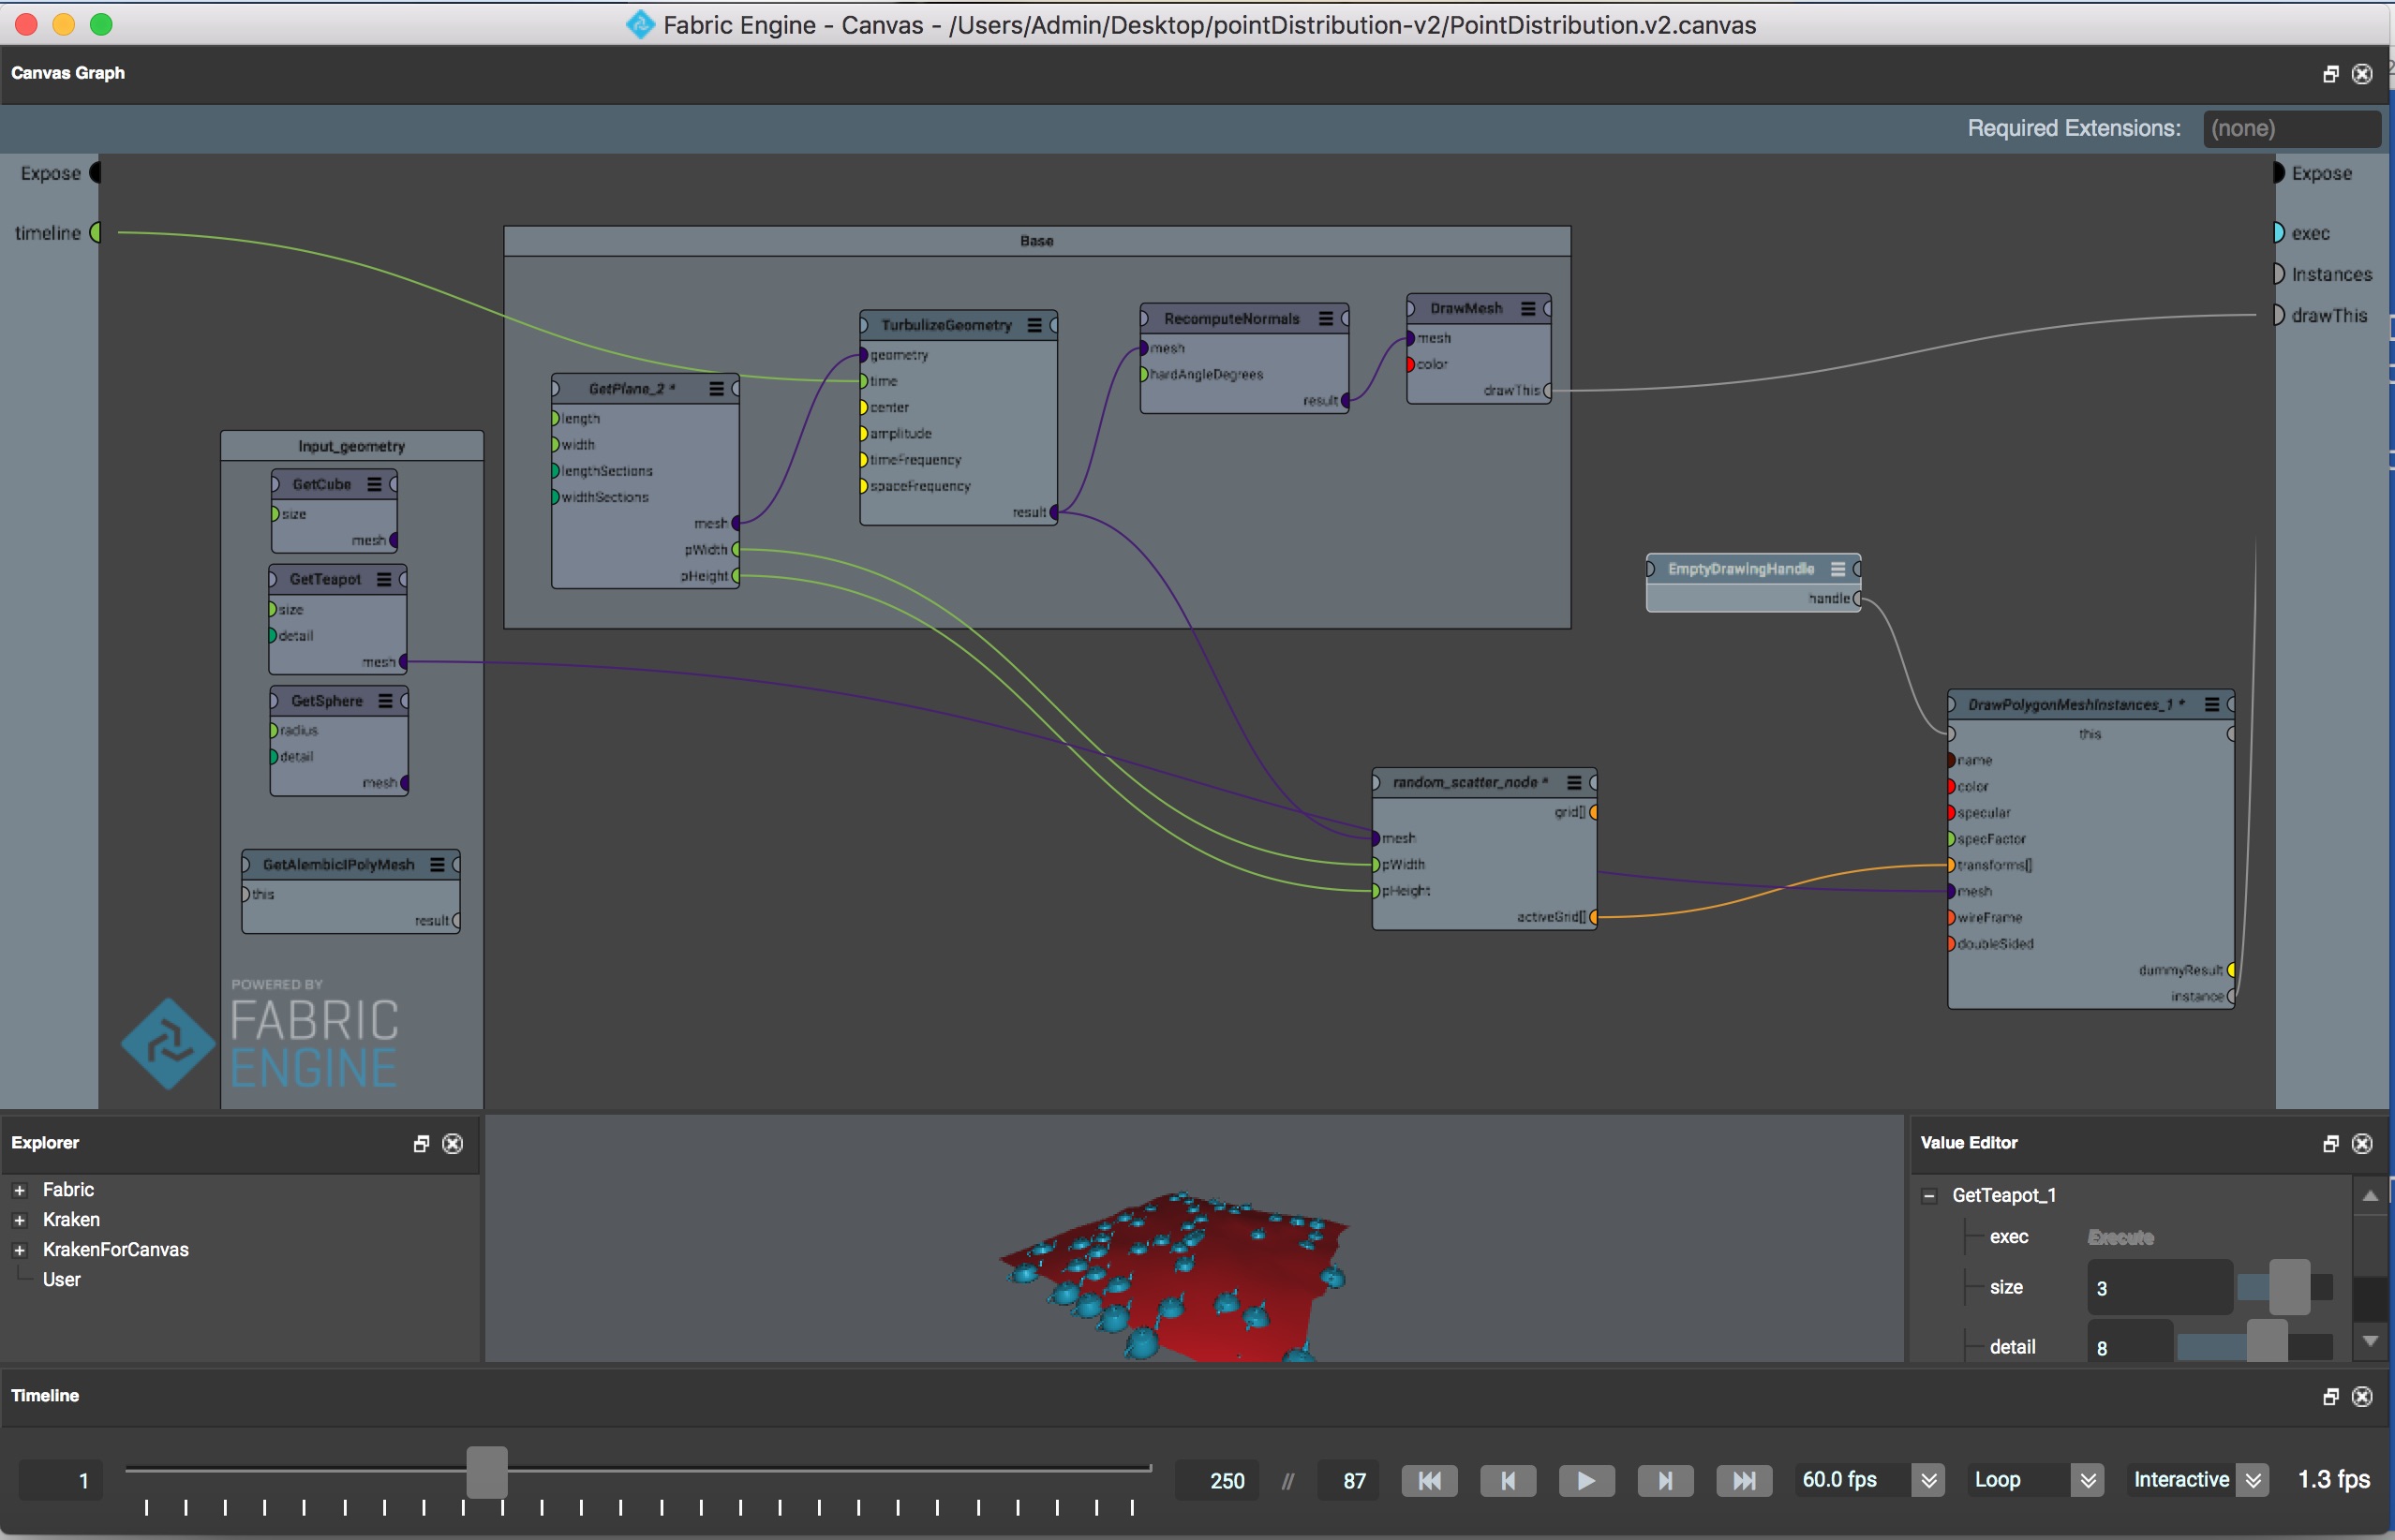 Fabric Engine - Canvas - /Users/Admin/Desktop/pointDistribution-v2/PointDistribution.v2.canvas
Canvas Graph
Required Extensions: (none)
Expose
timeline
Expose
exec
Instances
drawThis
Base
GetPlane_2 *
length
width
lengthSections
widthSections
mesh
pWidth
pHeight
TurbulizeGeometry
geometry
time
center
amplitude
timeFrequency
spaceFrequency
result
RecomputeNormals
mesh
hardAngleDegrees
result
DrawMesh
mesh
color
drawThis
Input_geometry
GetCube
size
mesh
GetTeapot
size
detail
mesh
GetSphere
radius
detail
mesh
GetAlembicIPolyMesh
this
result
EmptyDrawingHandle
handle
random_scatter_node *
grid[]
mesh
pWidth
pHeight
activeGrid[]
DrawPolygonMeshInstances_1 *
this
name
color
specular
specFactor
transforms[]
mesh
wireFrame
doubleSided
dummyResult
instance
POWERED BY
FABRIC
ENGINE
Explorer
Fabric
Kraken
KrakenForCanvas
User
Value Editor
GetTeapot_1
exec Execute
size 3
detail 8
Timeline
1 250 // 87 60.0 fps Loop Interactive 1.3 fps